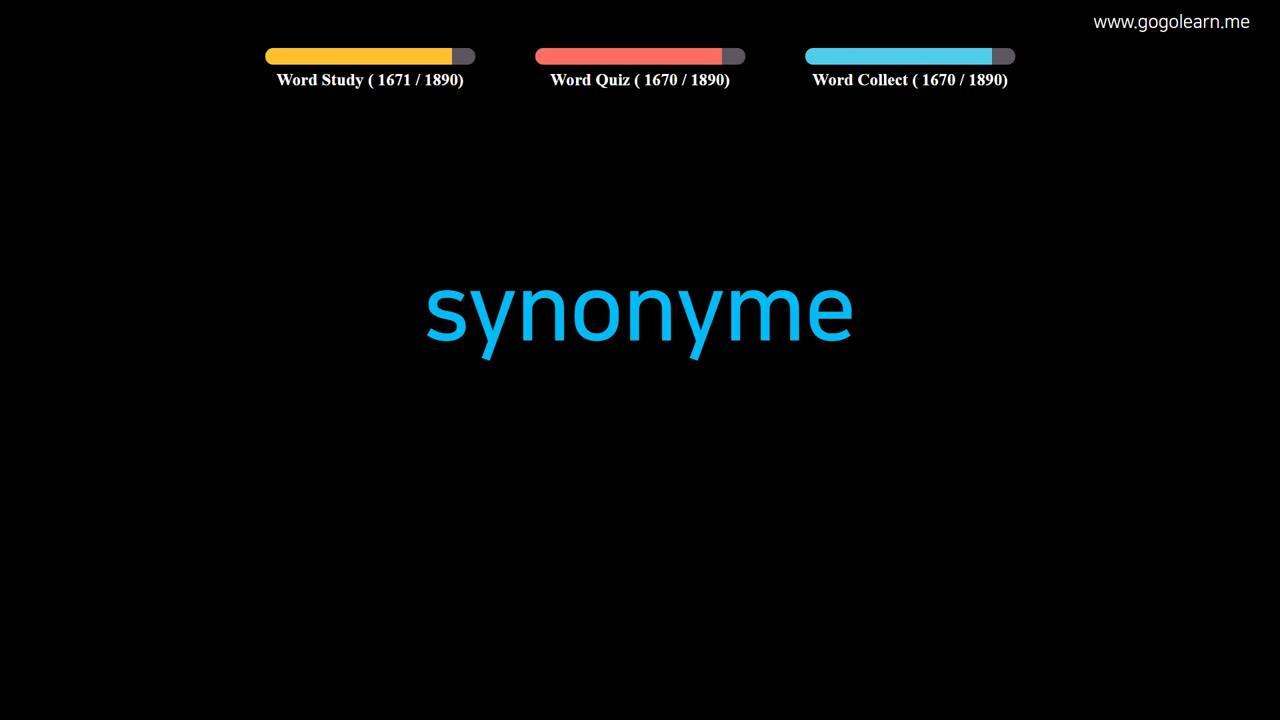 www.gogolearn.me
Word Study ( 1671 / 1890)
Word Quiz ( 1670 / 1890)
Word Collect ( 1670 / 1890)
synonyme